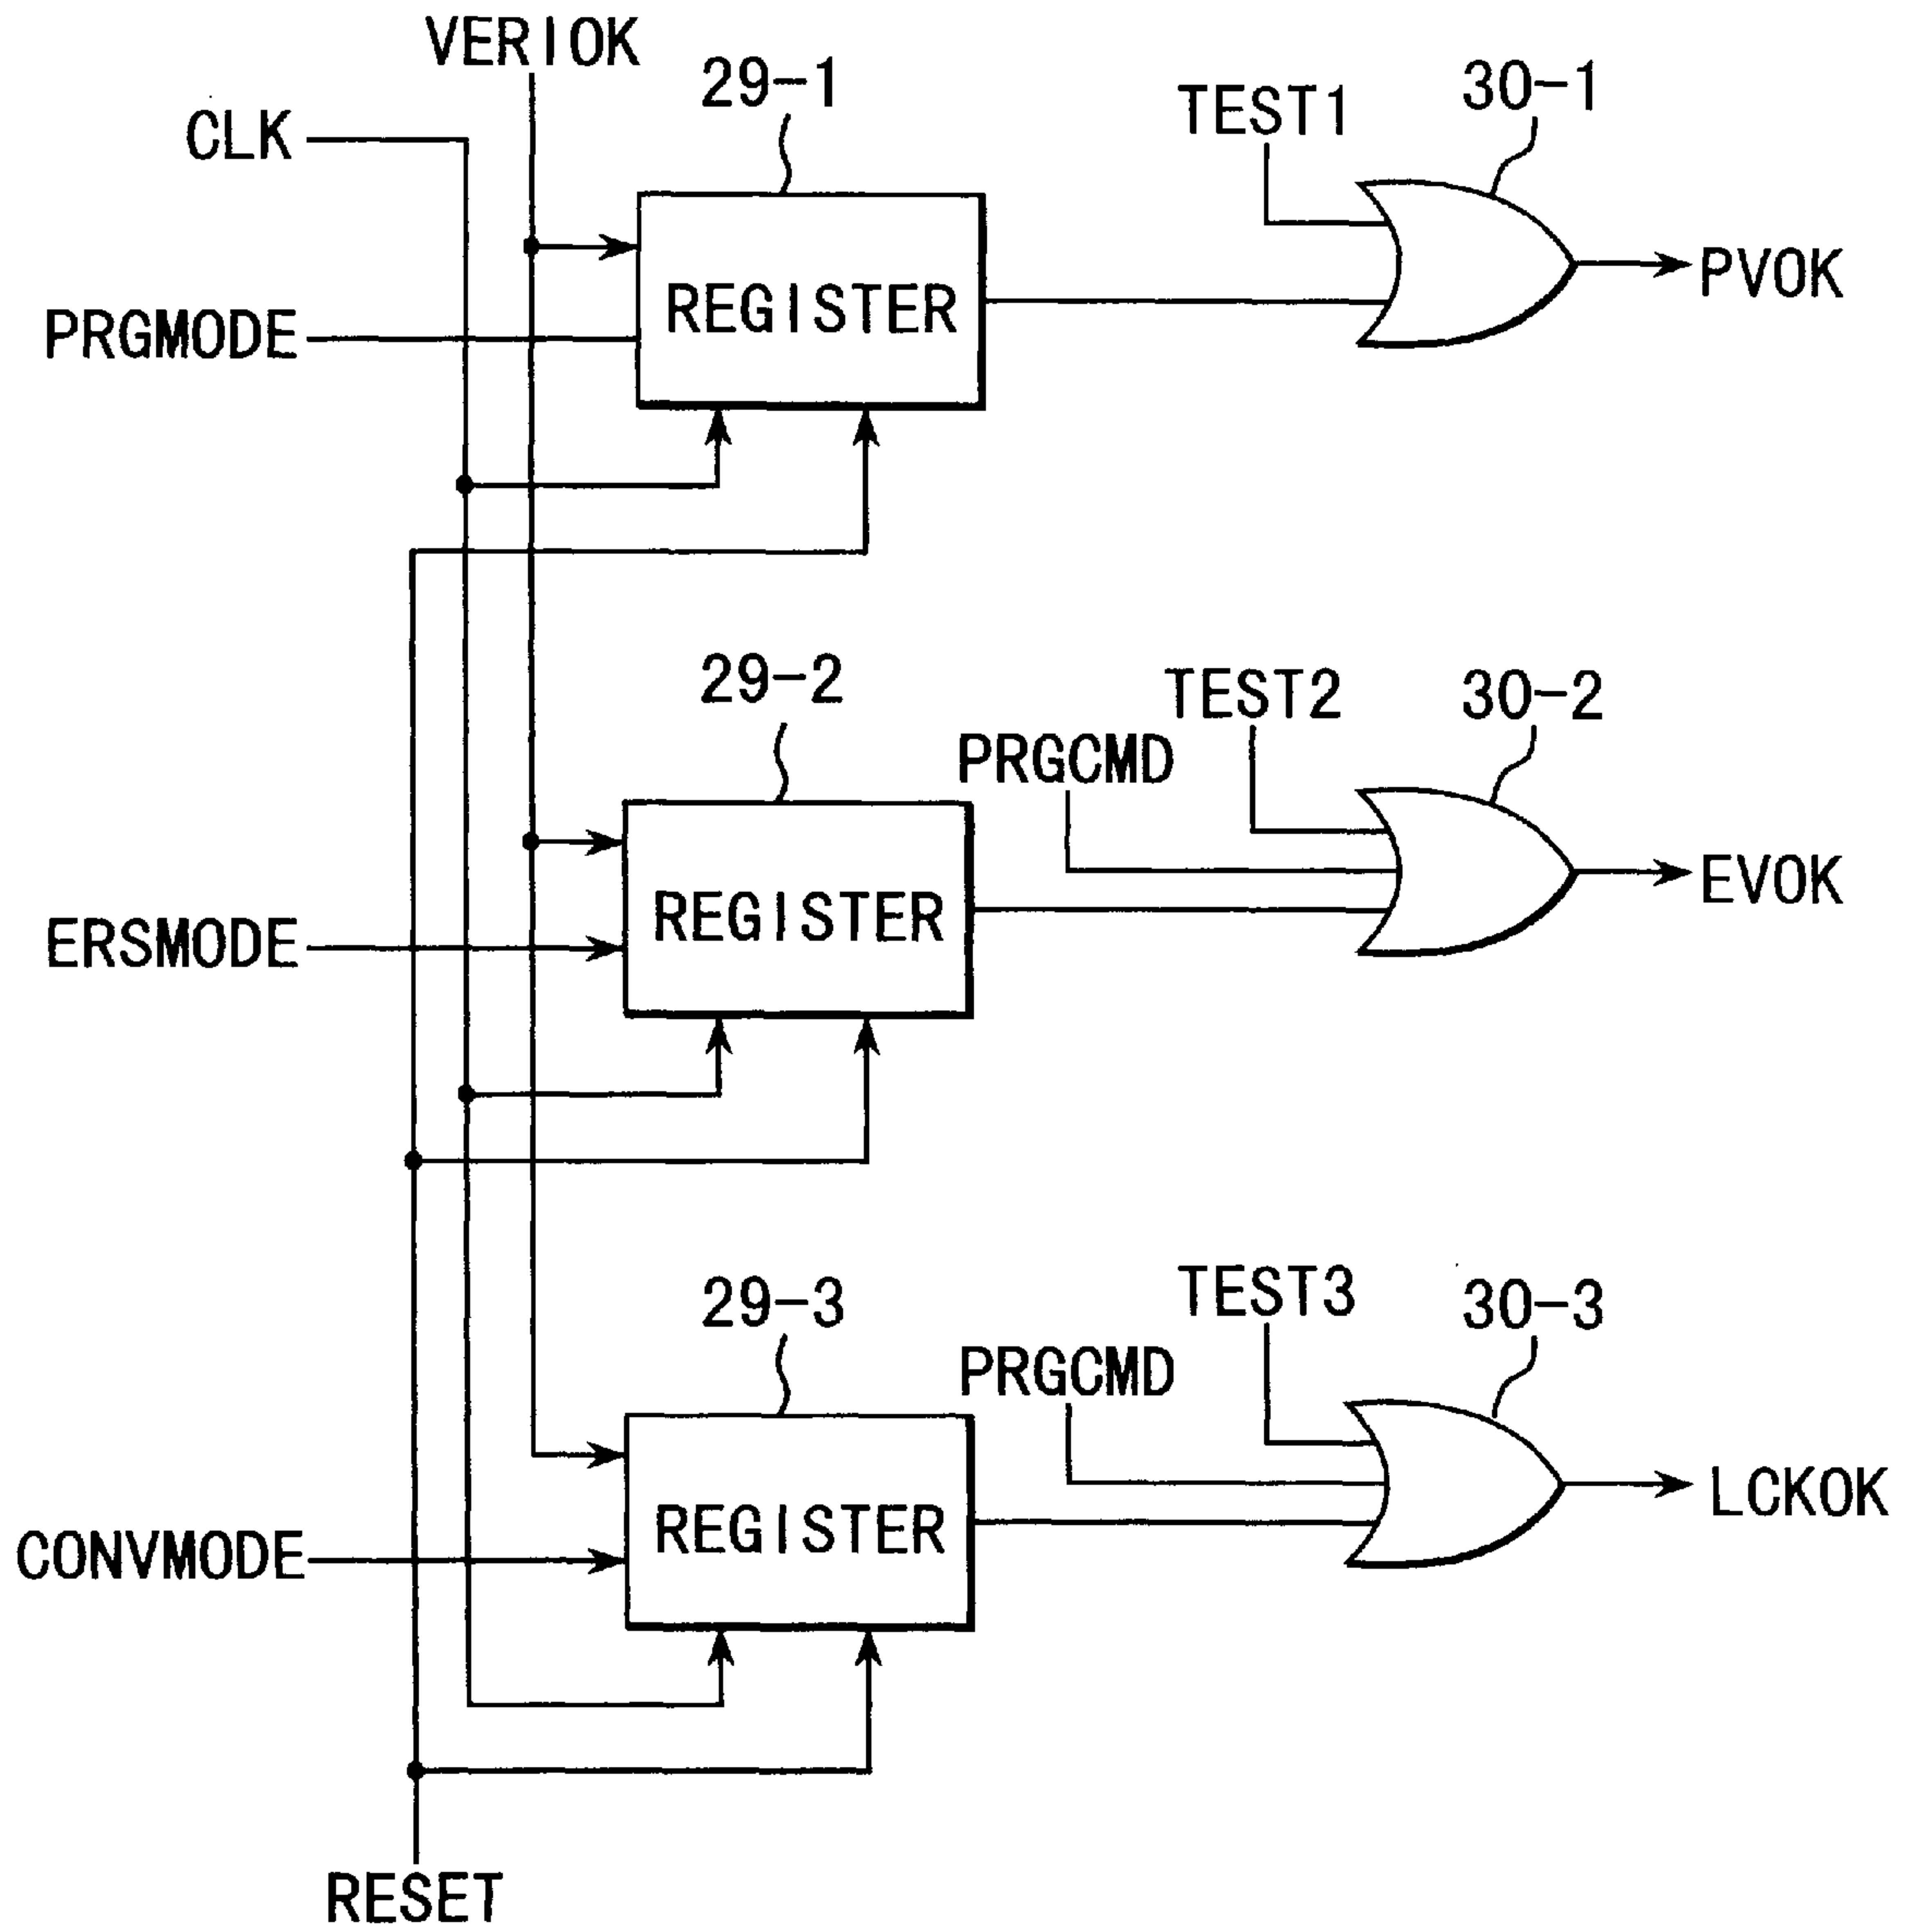 VERIOK
29-1
30-1
TEST1
CLK
PVOK
REGISTER
PRGMODE
29-2
TEST2
30-2
PRGCMD
EVOK
REGISTER
ERSMODE
29-3
TEST3
30-3
PRGCMD
LCKOK
REGISTER
CONVMODE
RESET